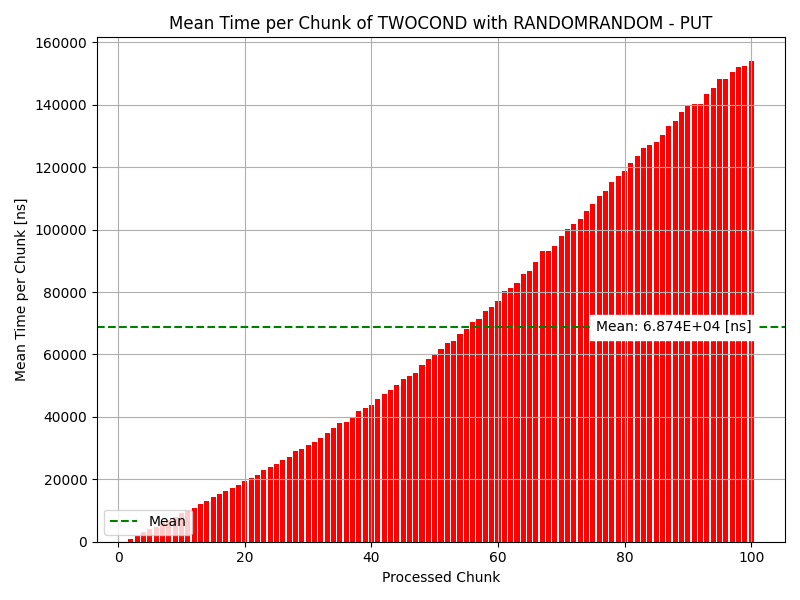 Mean Time per Chunk of TWOCOND with RANDOMRANDOM - PUT
Mean Time per Chunk [ns]
160000
140000
120000
100000
80000
60000
40000
20000
0
Mean: 6.874E+04 [ns]
Mean
0 20 40 60 80 100
Processed Chunk